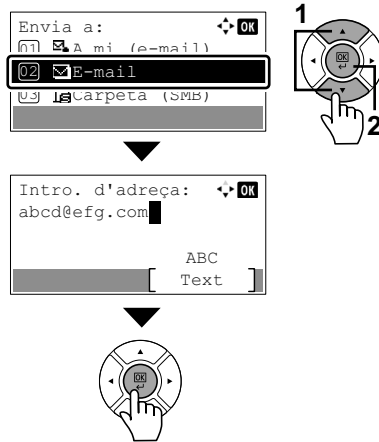 Envia a: OK
01 A mi (e-mail)
02 E-mail
03 Carpeta (SMB)
1
OK
2
Intro. d'adreça: OK
abcd@efg.com
ABC
[ Text ]
OK